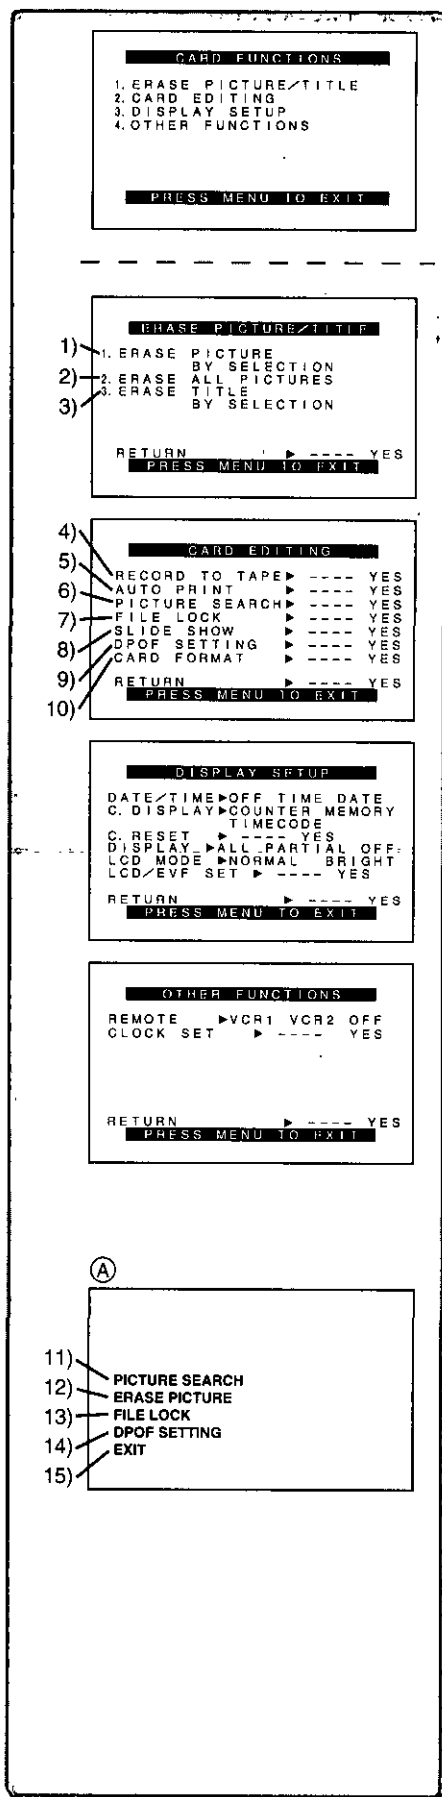 CARD FUNCTIONS
1. ERASE PICTURE/TITLE
2. CARD EDITING
3. DISPLAY SETUP
4. OTHER FUNCTIONS
PRESS MENU TO EXIT
ERASE PICTURE/TITLE
1) 1. ERASE PICTURE
BY SELECTION
2) 2. ERASE ALL PICTURES
3) 3. ERASE TITLE
BY SELECTION
RETURN ▶ ---- YES
PRESS MENU TO EXIT
CARD EDITING
4) RECORD TO TAPE▶ ---- YES
5) AUTO PRINT ▶ ---- YES
6) PICTURE SEARCH▶ ---- YES
7) FILE LOCK ▶ ---- YES
8) SLIDE SHOW ▶ ---- YES
9) DPOF SETTING ▶ ---- YES
10) CARD FORMAT ▶ ---- YES
RETURN ▶ ---- YES
PRESS MENU TO EXIT
DISPLAY SETUP
DATE/TIME▶OFF TIME DATE
C. DISPLAY▶COUNTER MEMORY
TIMECODE
C. RESET ▶ ---- YES
DISPLAY ▶ALL PARTIAL OFF
LCD MODE ▶NORMAL BRIGHT
LCD/EVF SET ▶ ---- YES
RETURN ▶ ---- YES
PRESS MENU TO EXIT
OTHER FUNCTIONS
REMOTE ▶VCR1 VCR2 OFF
CLOCK SET ▶ ---- YES
RETURN ▶ ---- YES
PRESS MENU TO EXIT
Ⓐ
11) PICTURE SEARCH
12) ERASE PICTURE
13) FILE LOCK
14) DPOF SETTING
15) EXIT